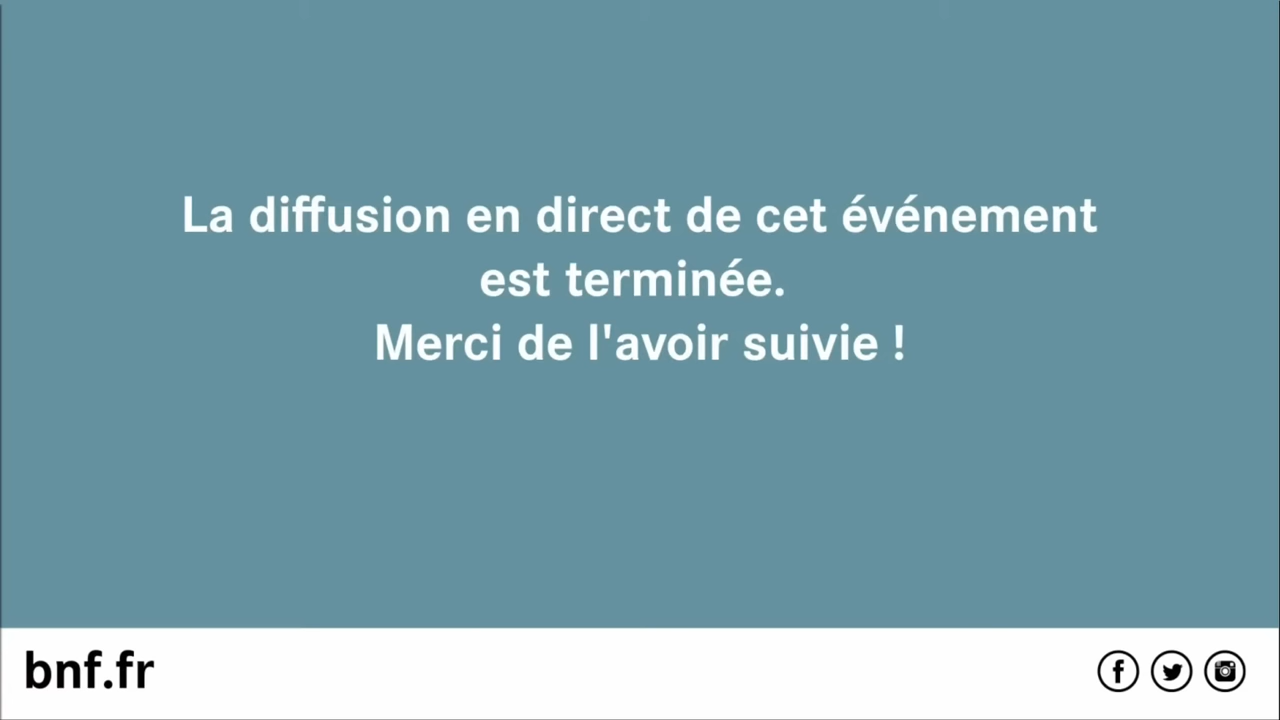 La diffusion en direct de cet événement
est terminée.
Merci de l'avoir suivie !
bnf.fr